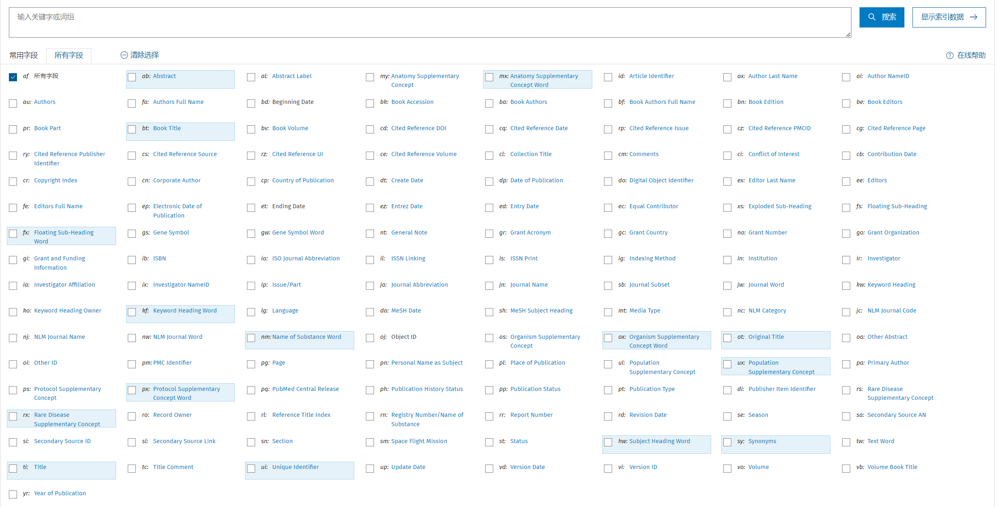 输入关键字或词组
搜索
显示索引数据
常用字段 所有字段 清除选择 在线帮助
af 所有字段 ab: Abstract al: Abstract Label my: Anatomy Supplementary Concept mx: Anatomy Supplementary Concept Word id: Article Identifier ax: Author Last Name ai: Author NameID
au: Authors fa: Authors Full Name bd: Beginning Date bk: Book Accession ba: Book Authors bf: Book Authors Full Name bn: Book Edition be: Book Editors
pr: Book Part bt: Book Title bv: Book Volume cd: Cited Reference DOI cq: Cited Reference Date rp: Cited Reference Issue cz: Cited Reference PMCID cg: Cited Reference Page
ry: Cited Reference Publisher Identifier cs: Cited Reference Source rz: Cited Reference UI ce: Cited Reference Volume cl: Collection Title cm: Comments ci: Conflict of Interest cb: Contribution Date
cr: Copyright Index cn: Corporate Author cp: Country of Publication dt: Create Date dp: Date of Publication do: Digital Object Identifier ex: Editor Last Name ee: Editors
fe: Editors Full Name ep: Electronic Date of Publication et: Ending Date ez: Entrez Date ed: Entry Date ec: Equal Contributor xs: Exploded Sub-Heading fs: Floating Sub-Heading
fx: Floating Sub-Heading Word gs: Gene Symbol gw: Gene Symbol Word nt: General Note gr: Grant Acronym gc: Grant Country no: Grant Number go: Grant Organization
gi: Grant and Funding Information ib: ISBN io: ISO Journal Abbreviation il: ISSN Linking is: ISSN Print ig: Indexing Method in: Institution ir: Investigator
ia: Investigator Affiliation ix: Investigator NameID ip: Issue/Part ja: Journal Abbreviation jn: Journal Name sb: Journal Subset jw: Journal Word kw: Keyword Heading
ko: Keyword Heading Owner kf: Keyword Heading Word lg: Language da: MeSH Date sh: MeSH Subject Heading mt: Media Type nc: NLM Category jc: NLM Journal Code
nj: NLM Journal Name nw: NLM Journal Word nm: Name of Substance Word oj: Object ID os: Organism Supplementary Concept ox: Organism Supplementary Concept Word ot: Original Title oa: Other Abstract
oi: Other ID pm: PMC Identifier pg: Page pn: Personal Name as Subject pl: Place of Publication ul: Population Supplementary Concept ux: Population Supplementary Concept pa: Primary Author
ps: Protocol Supplementary Concept px: Protocol Supplementary Concept Word pq: PubMed Central Release ph: Publication History Status pp: Publication Status pt: Publication Type di: Publisher Item Identifier rs: Rare Disease Supplementary Concept
rx: Rare Disease Supplementary Concept ro: Record Owner rl: Reference Title Index rn: Registry Number/Name of Substance rr: Report Number rd: Revision Date se: Season sa: Secondary Source AN
si: Secondary Source ID sl: Secondary Source Link sn: Section sm: Space Flight Mission st: Status hw: Subject Heading Word sy: Synonyms tw: Text Word
ti: Title tc: Title Comment ui: Unique Identifier up: Update Date vd: Version Date vi: Version ID vo: Volume vb: Volume Book Title
yr: Year of Publication